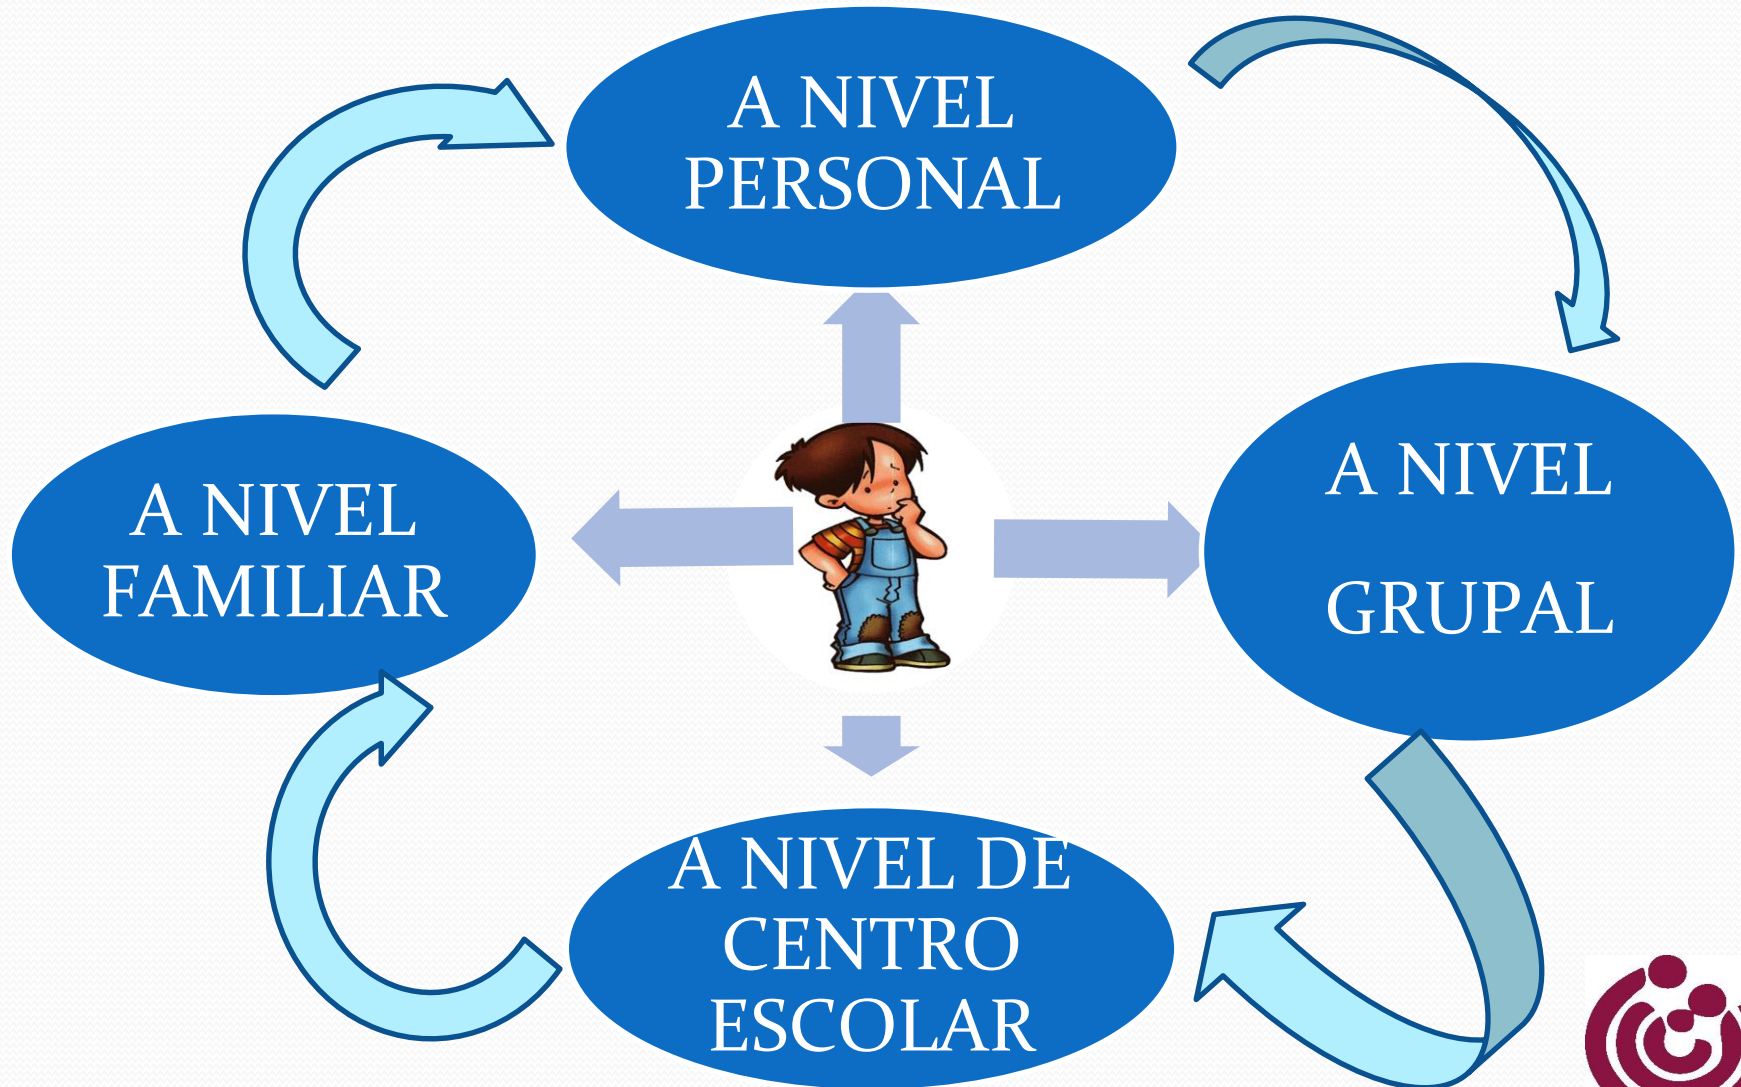 A NIVEL
PERSONAL
A NIVEL
FAMILIAR
A NIVEL
GRUPAL
A NIVEL DE
CENTRO
ESCOLAR